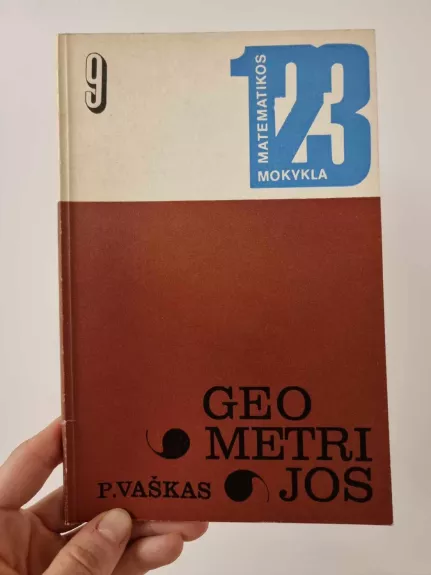 9
123
MATEMATIKOS
MOKYKLA
GEO
METRI
JOS
P.VAŠKAS